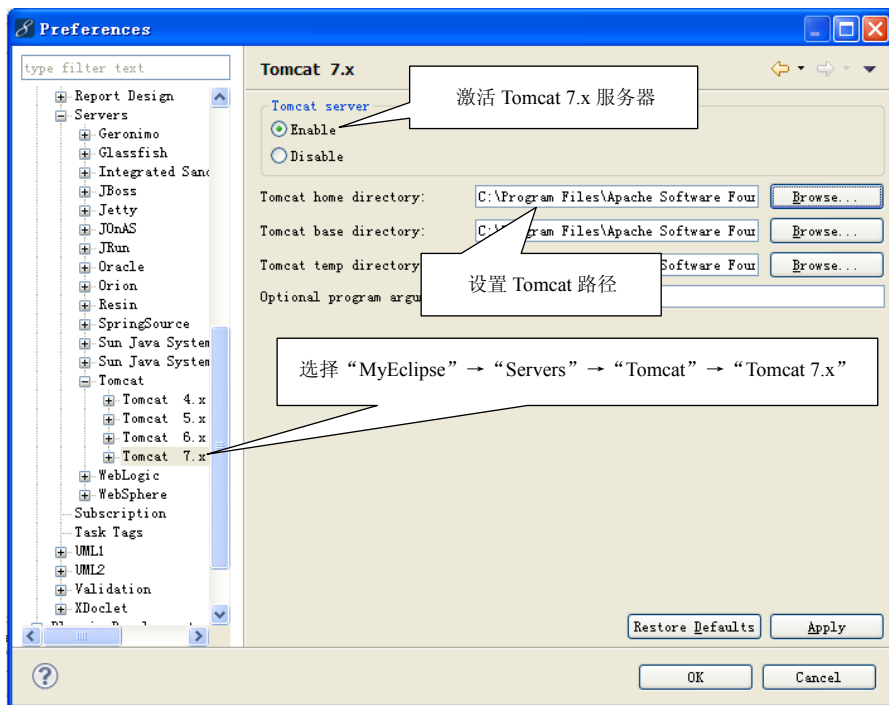 Preferences
type filter text
Report Design
Servers
Geronimo
Glassfish
Integrated Sand
JBoss
Jetty
JOnAS
JRun
Oracle
Orion
Resin
SpringSource
Sun Java System
Sun Java System
Tomcat
Tomcat 4.x
Tomcat 5.x
Tomcat 6.x
Tomcat 7.x
WebLogic
WebSphere
Subscription
Task Tags
UML1
UML2
Validation
XDoclet
Tomcat 7.x
激活 Tomcat 7.x 服务器
Tomcat server
Enable
Disable
Tomcat home directory: C:\Program Files\Apache Software Four Browse...
Tomcat base directory: Files\Apache Software Four Browse...
Tomcat temp directory Software Four Browse...
设置 Tomcat 路径
Optional program argu
选择“MyEclipse”→“Servers”→“Tomcat”→“Tomcat 7.x”
Restore Defaults Apply
OK Cancel